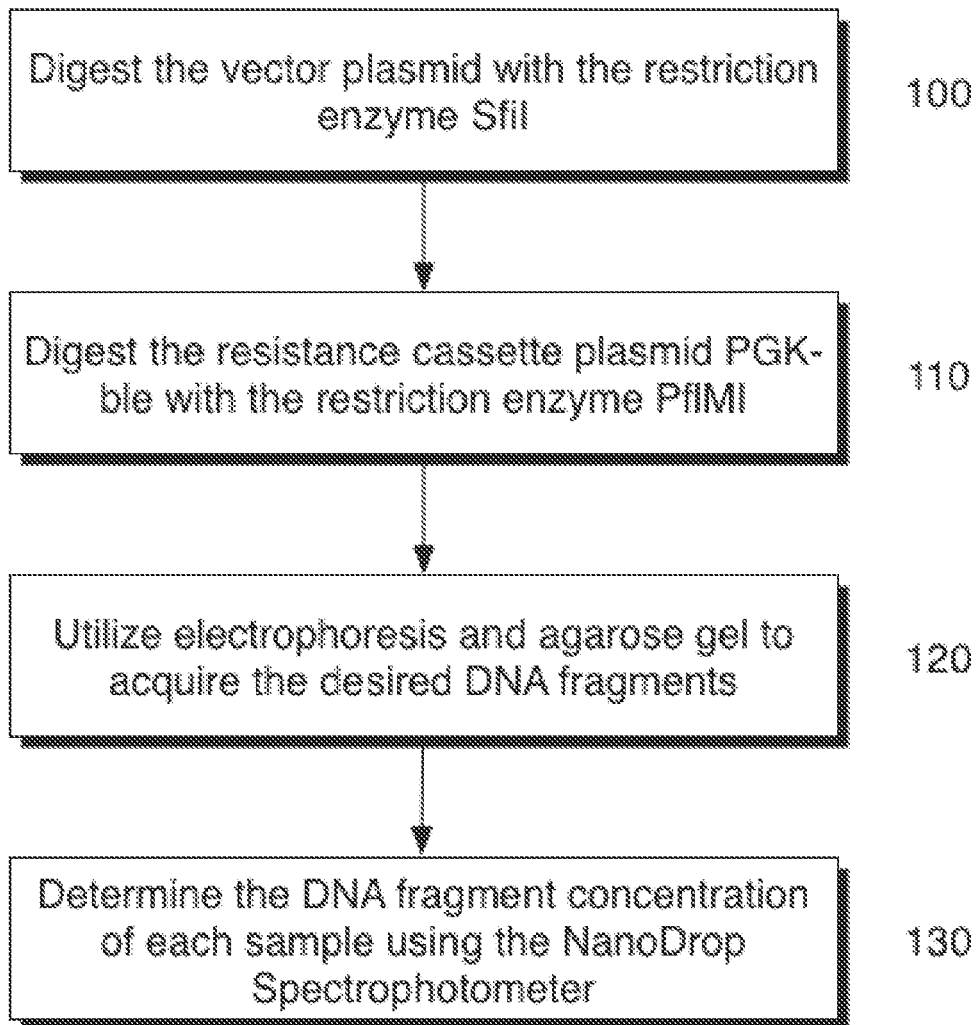 Digest the vector plasmid with the restriction
enzyme SfiI
100
Digest the resistance cassette plasmid PGK-
ble with the restriction enzyme PflMI
110
Utilize electrophoresis and agarose gel to
acquire the desired DNA fragments
120
Determine the DNA fragment concentration
of each sample using the NanoDrop
Spectrophotometer
130